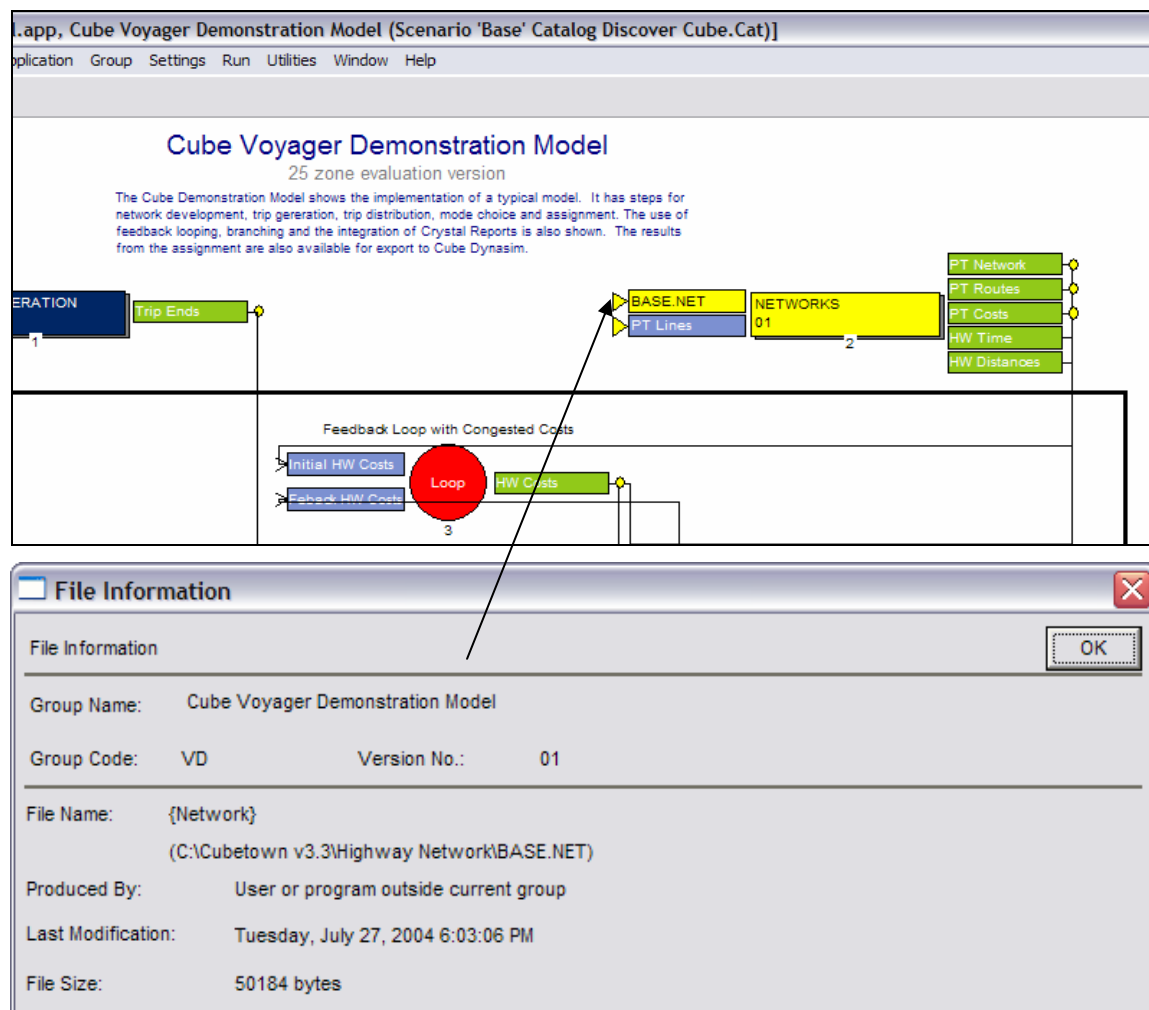 l.app, Cube Voyager Demonstration Model (Scenario 'Base' Catalog Discover Cube.Cat)]
pplication Group Settings Run Utilities Window Help
Cube Voyager Demonstration Model
25 zone evaluation version
The Cube Demonstration Model shows the implementation of a typical model. It has steps for
network development, trip gereration, trip distribution, mode choice and assignment. The use of
feedback looping, branching and the integration of Crystal Reports is also shown. The results
from the assignment are also available for export to Cube Dynasim.
ERATION
1
Trip Ends
BASE.NET
PT Lines
NETWORKS
01
2
PT Network
PT Routes
PT Costs
HW Time
HW Distances
Feedback Loop with Congested Costs
Initial HW Costs
Feback HW Costs
Loop
3
HW Costs
File Information
File Information
OK
Group Name: Cube Voyager Demonstration Model
Group Code: VD Version No.: 01
File Name: {Network}
(C:\Cubetown v3.3\Highway Network\BASE.NET)
Produced By: User or program outside current group
Last Modification: Tuesday, July 27, 2004 6:03:06 PM
File Size: 50184 bytes